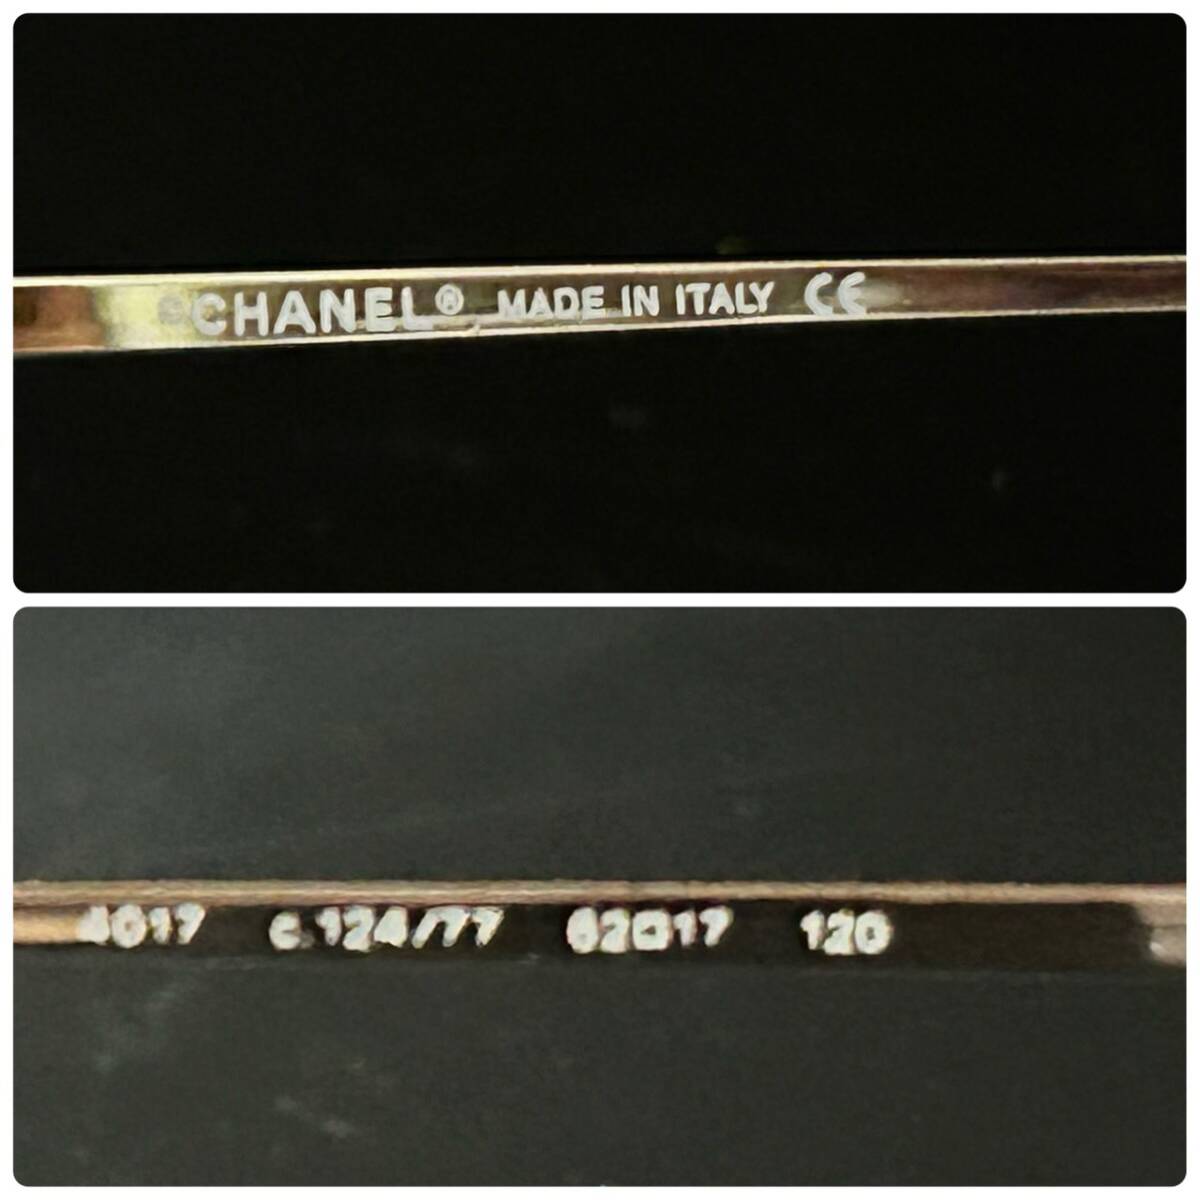 ©CHANEL® MADE IN ITALY CE
4017 c.124/77 62□17 120